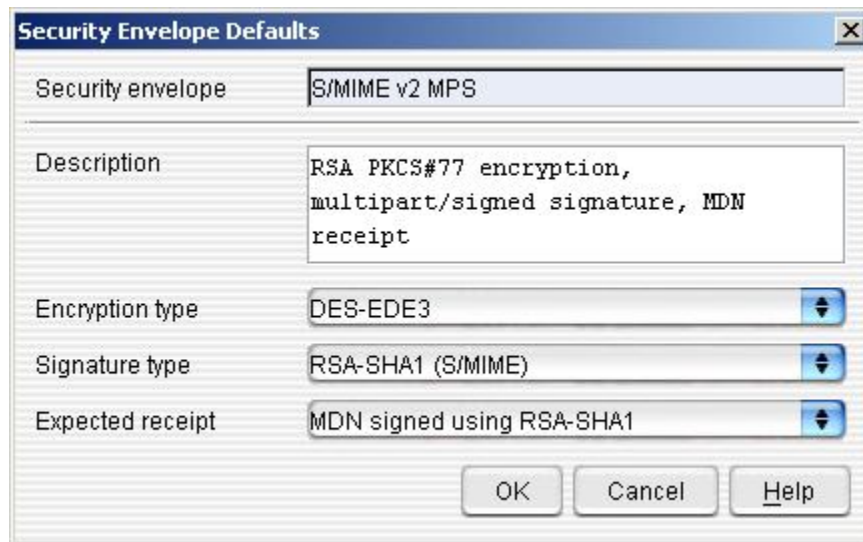 Security Envelope Defaults
Security envelope S/MIME v2 MPS
Description
RSA PKCS#77 encryption,
multipart/signed signature, MDN
receipt
Encryption type DES-EDE3
Signature type RSA-SHA1 (S/MIME)
Expected receipt MDN signed using RSA-SHA1
OK Cancel Help